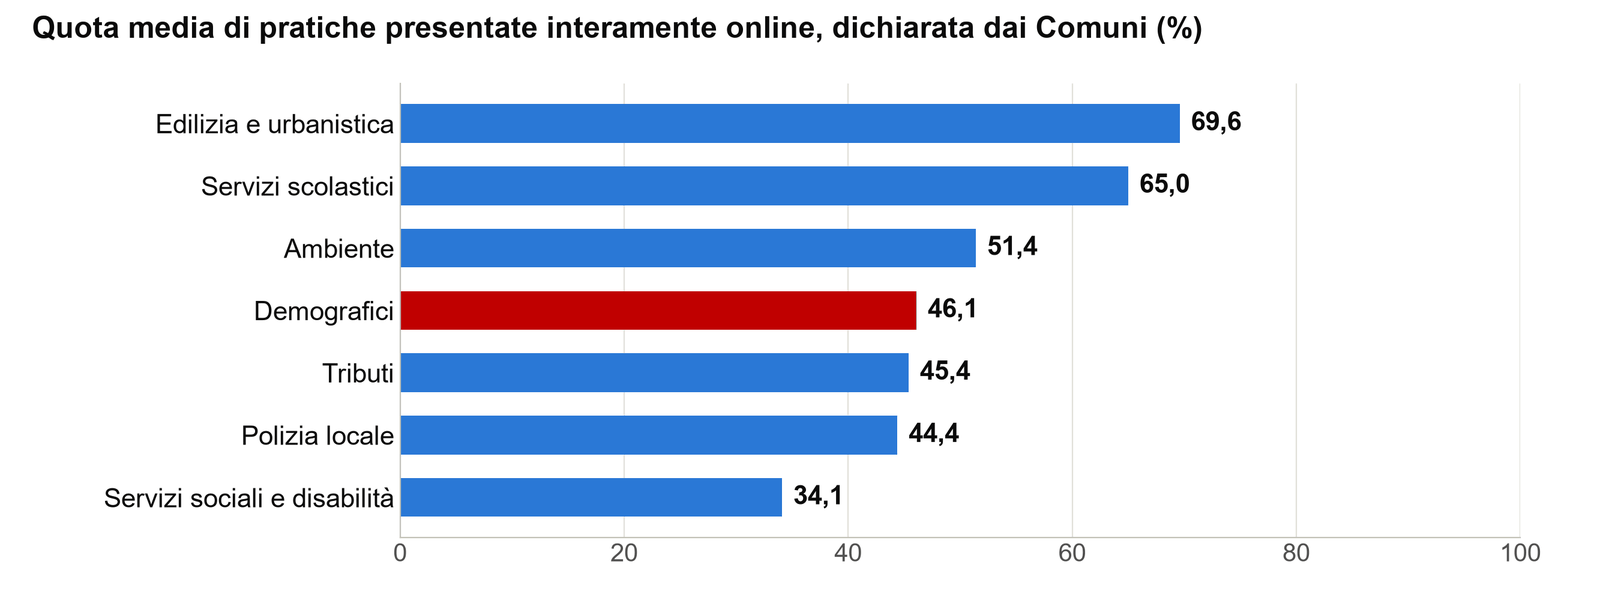 Quota media di pratiche presentate interamente online, dichiarata dai Comuni (%)
Edilizia e urbanistica 69,6
Servizi scolastici 65,0
Ambiente 51,4
Demografici 46,1
Tributi 45,4
Polizia locale 44,4
Servizi sociali e disabilità 34,1
0 20 40 60 80 100